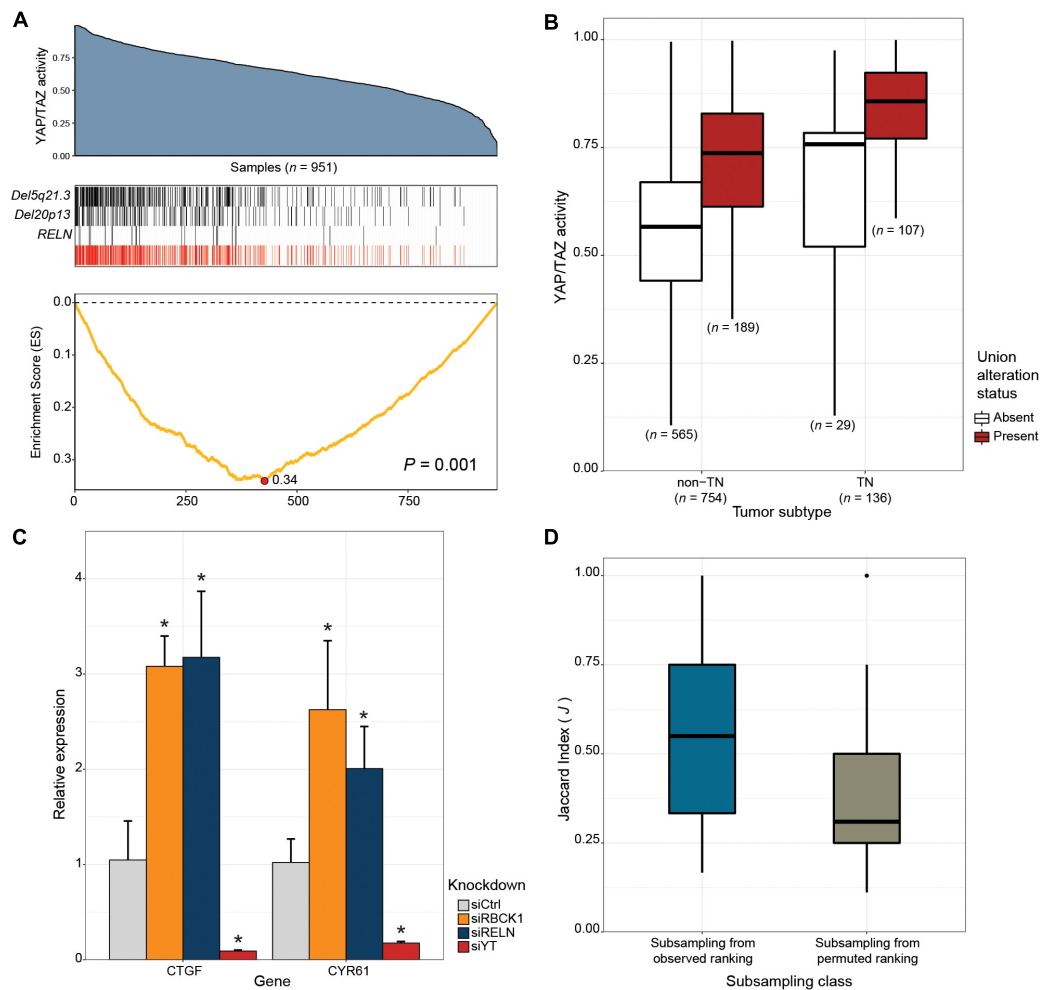 A
YAP/TAZ activity
0.75
0.50
0.25
0.00
Samples (n = 951)
Del5q21.3
Del20p13
RELN
Enrichment Score (ES)
0.0
0.1
0.2
0.3
P = 0.001
0.34
0 250 500 750
B
YAP/TAZ activity
1.00
0.75
0.50
0.25
0.00
(n = 565)
(n = 189)
(n = 29)
(n = 107)
non–TN TN
(n = 754) (n = 136)
Tumor subtype
Union
alteration
status
Absent
Present
C
Relative expression
4
3
2
1
0
* * * * * *
CTGF CYR61
Gene
Knockdown
siCtrl
siRBCK1
siRELN
siYT
D
Jaccard Index ( J )
1.00
0.75
0.50
0.25
0.00
Subsampling from Subsampling from
observed ranking permuted ranking
Subsampling class